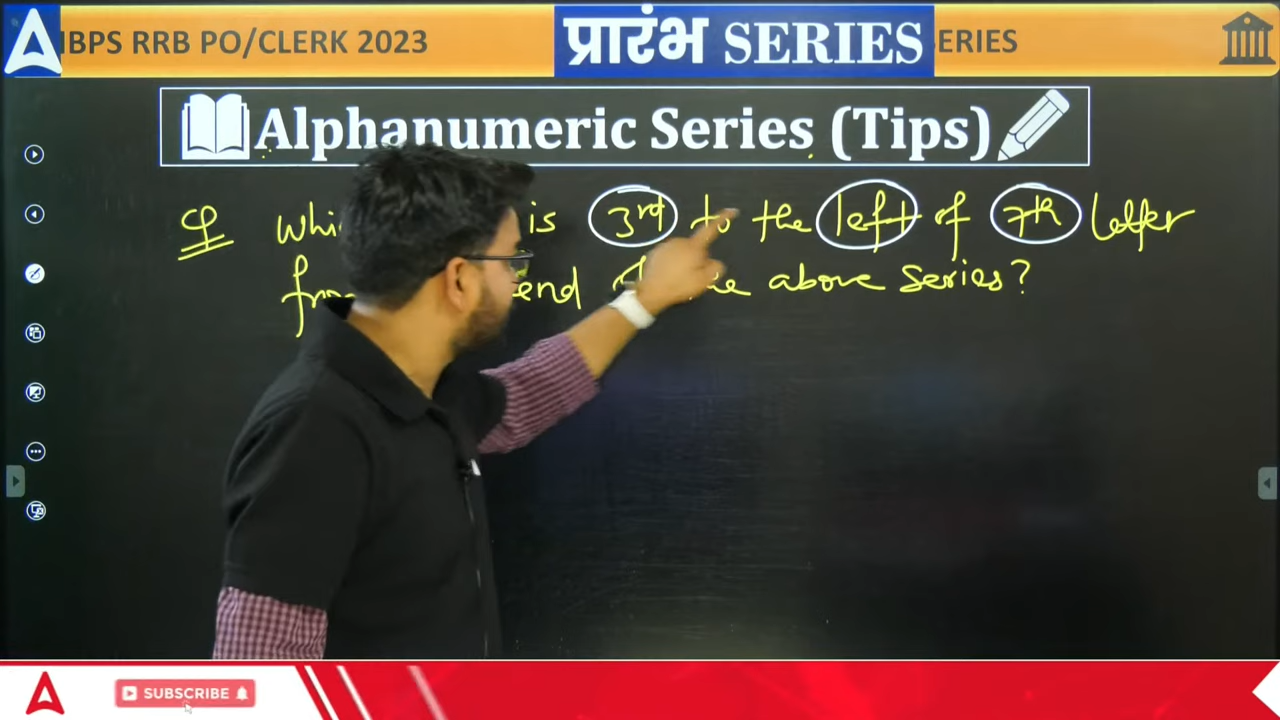 IBPS RRB PO/CLERK 2023
प्रारंभ SERIES
ERIES
Alphanumeric Series (Tips)
Q is 3rd to the left of 7th letter
end above series?
SUBSCRIBE